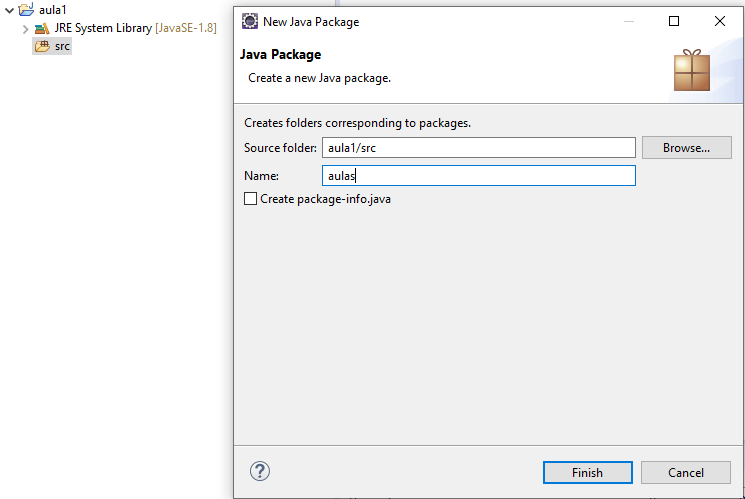 aula1
JRE System Library [JavaSE-1.8]
src
New Java Package
Java Package
Create a new Java package.
Creates folders corresponding to packages.
Source folder: aula1/src Browse...
Name: aulas
Create package-info.java
? Finish Cancel